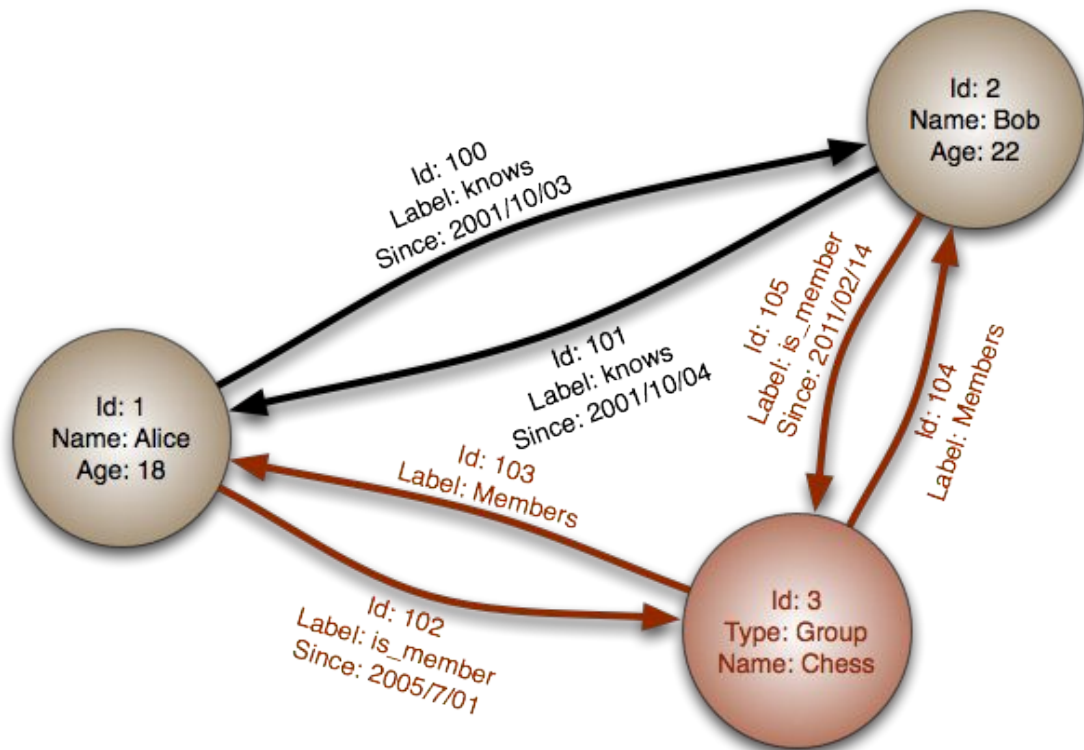 Id: 2
Name: Bob
Age: 22
Id: 100
Label: knows
Since: 2001/10/03
Id: 101
Label: knows
Since: 2001/10/04
Id: 105
Label: is_member
Since: 2011/02/14
Id: 104
Label: Members
Id: 1
Name: Alice
Age: 18
Id: 103
Label: Members
Id: 102
Label: is_member
Since: 2005/7/01
Id: 3
Type: Group
Name: Chess